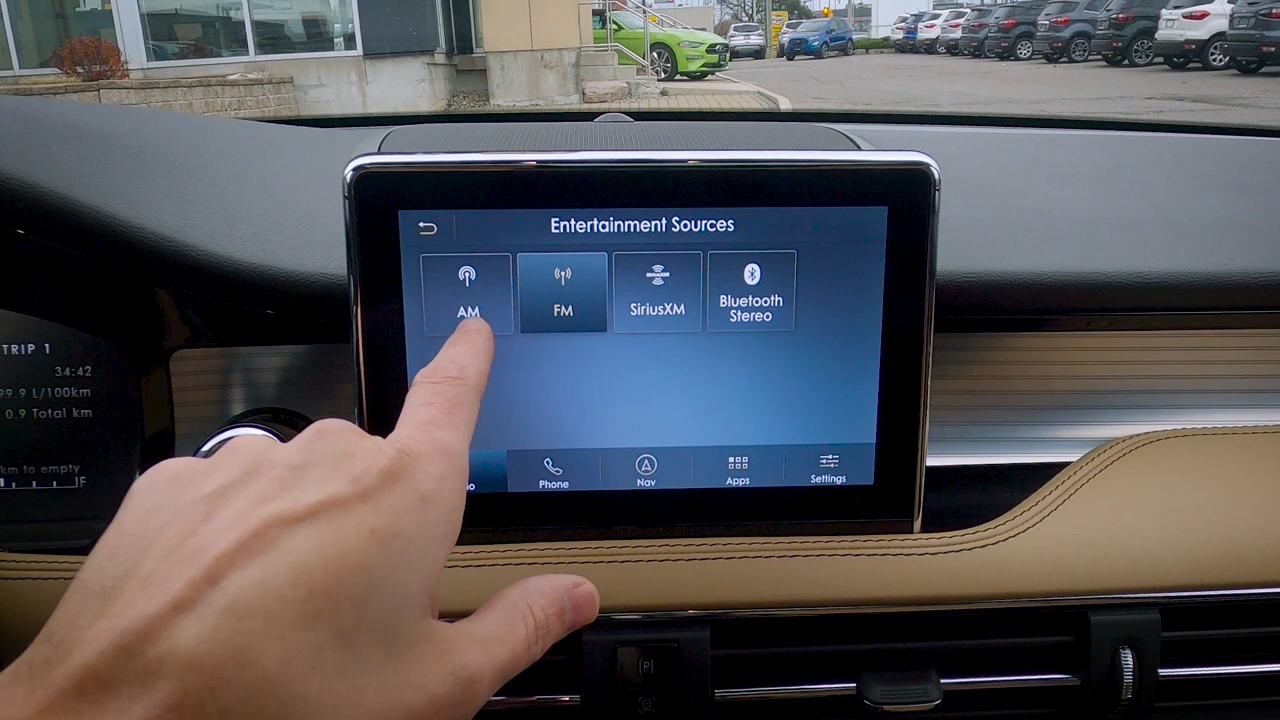 Entertainment Sources
AM
FM
SiriusXM
Bluetooth
Stereo
TRIP 1
34:42
99.9 L/100km
0.9 Total km
km to empty
F
Phone
Nav
Apps
Settings
P